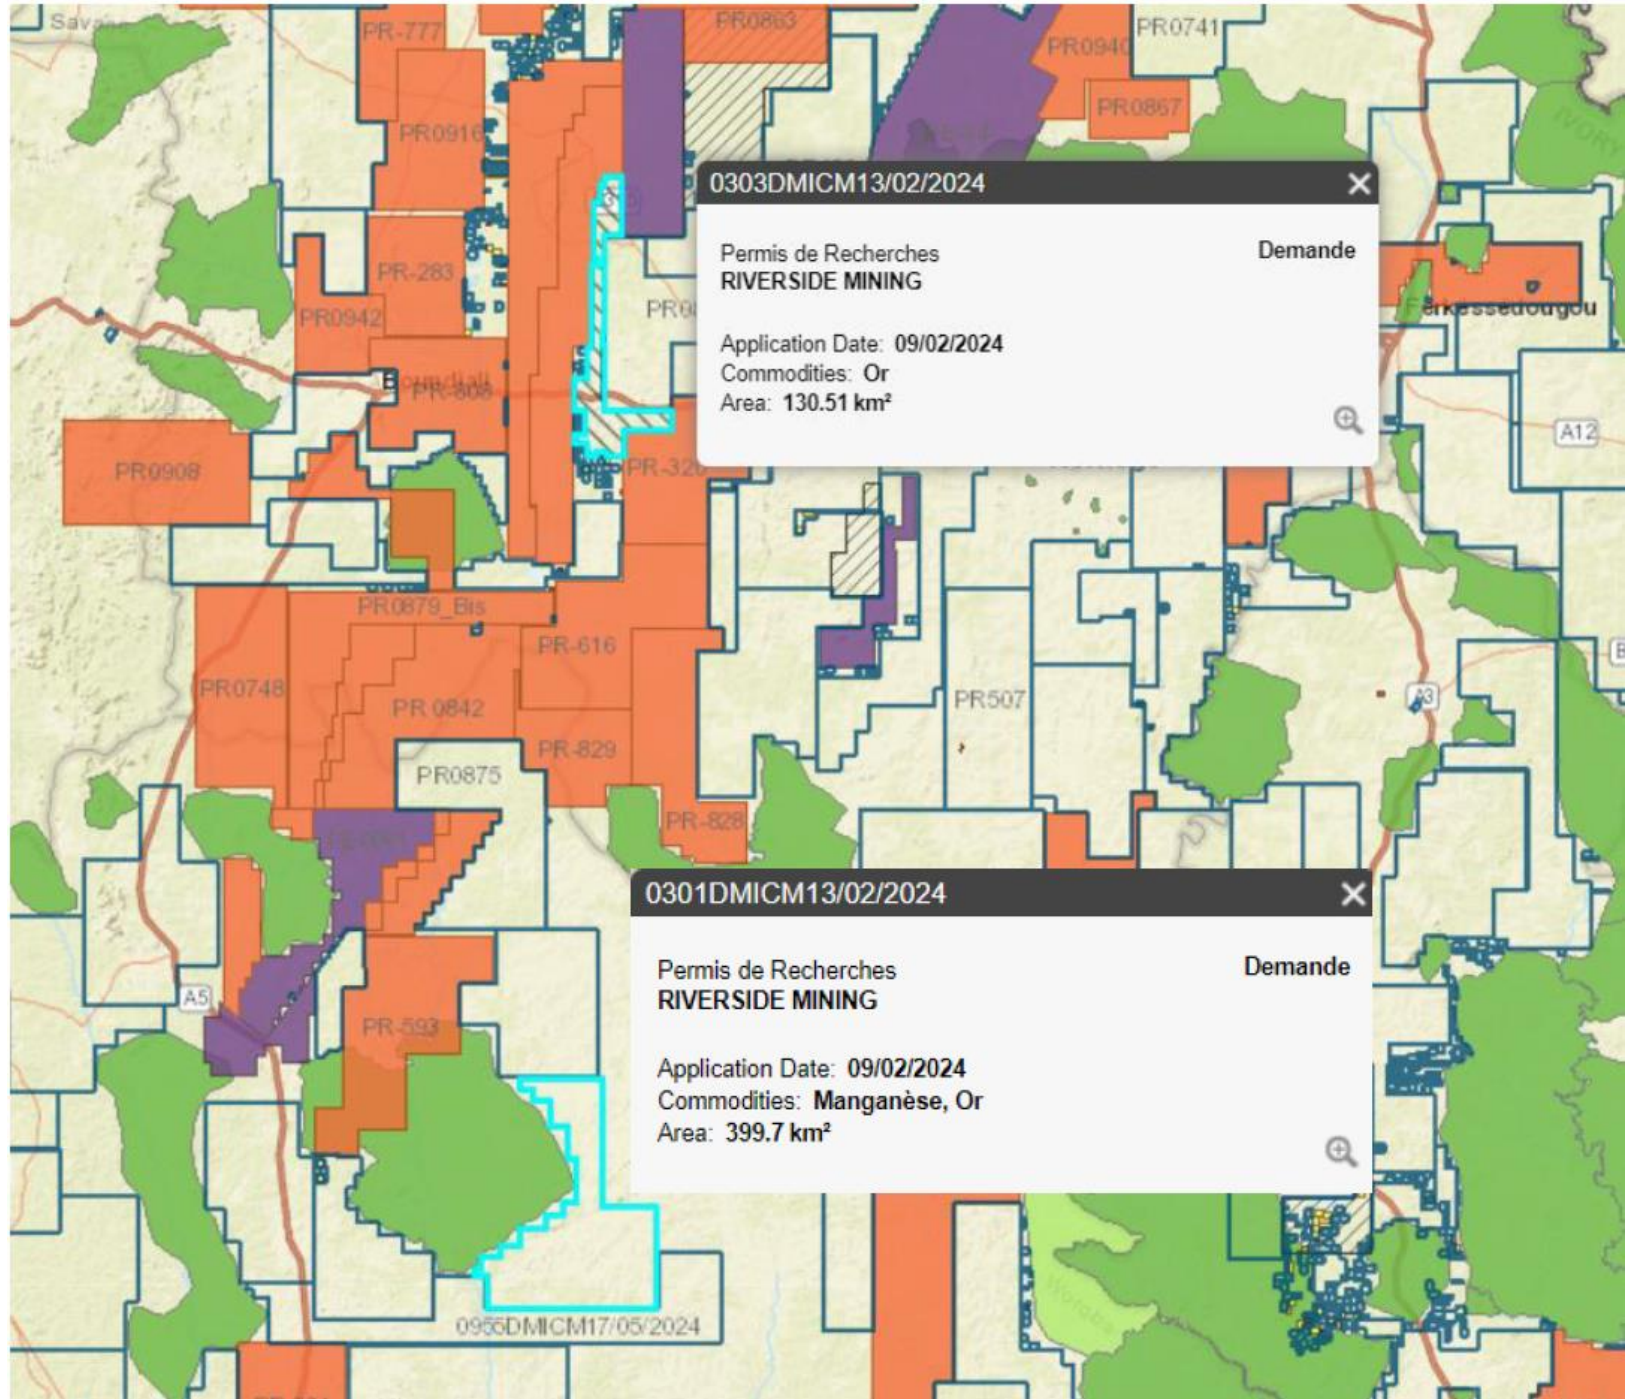 PR-777
PR0863
PR0741
PR0940
PR0867
PR0916
IVORY
0303DMICM13/02/2024
Permis de Recherches
Demande
RIVERSIDE MINING
Application Date: 09/02/2024
Commodities: Or
Area: 130.51 km²
PR-283
PR0942
Ferkessédougou
Boundiali
PR-808
A12
PR0908
PR-320
PR0879_Bis
PR-616
PR0748
PR 0842
PR507
A3
PR-829
PR0875
PR-828
0301DMICM13/02/2024
Permis de Recherches
Demande
RIVERSIDE MINING
Application Date: 09/02/2024
Commodities: Manganèse, Or
Area: 399.7 km²
A5
PR-593
0955DMICM17/05/2024